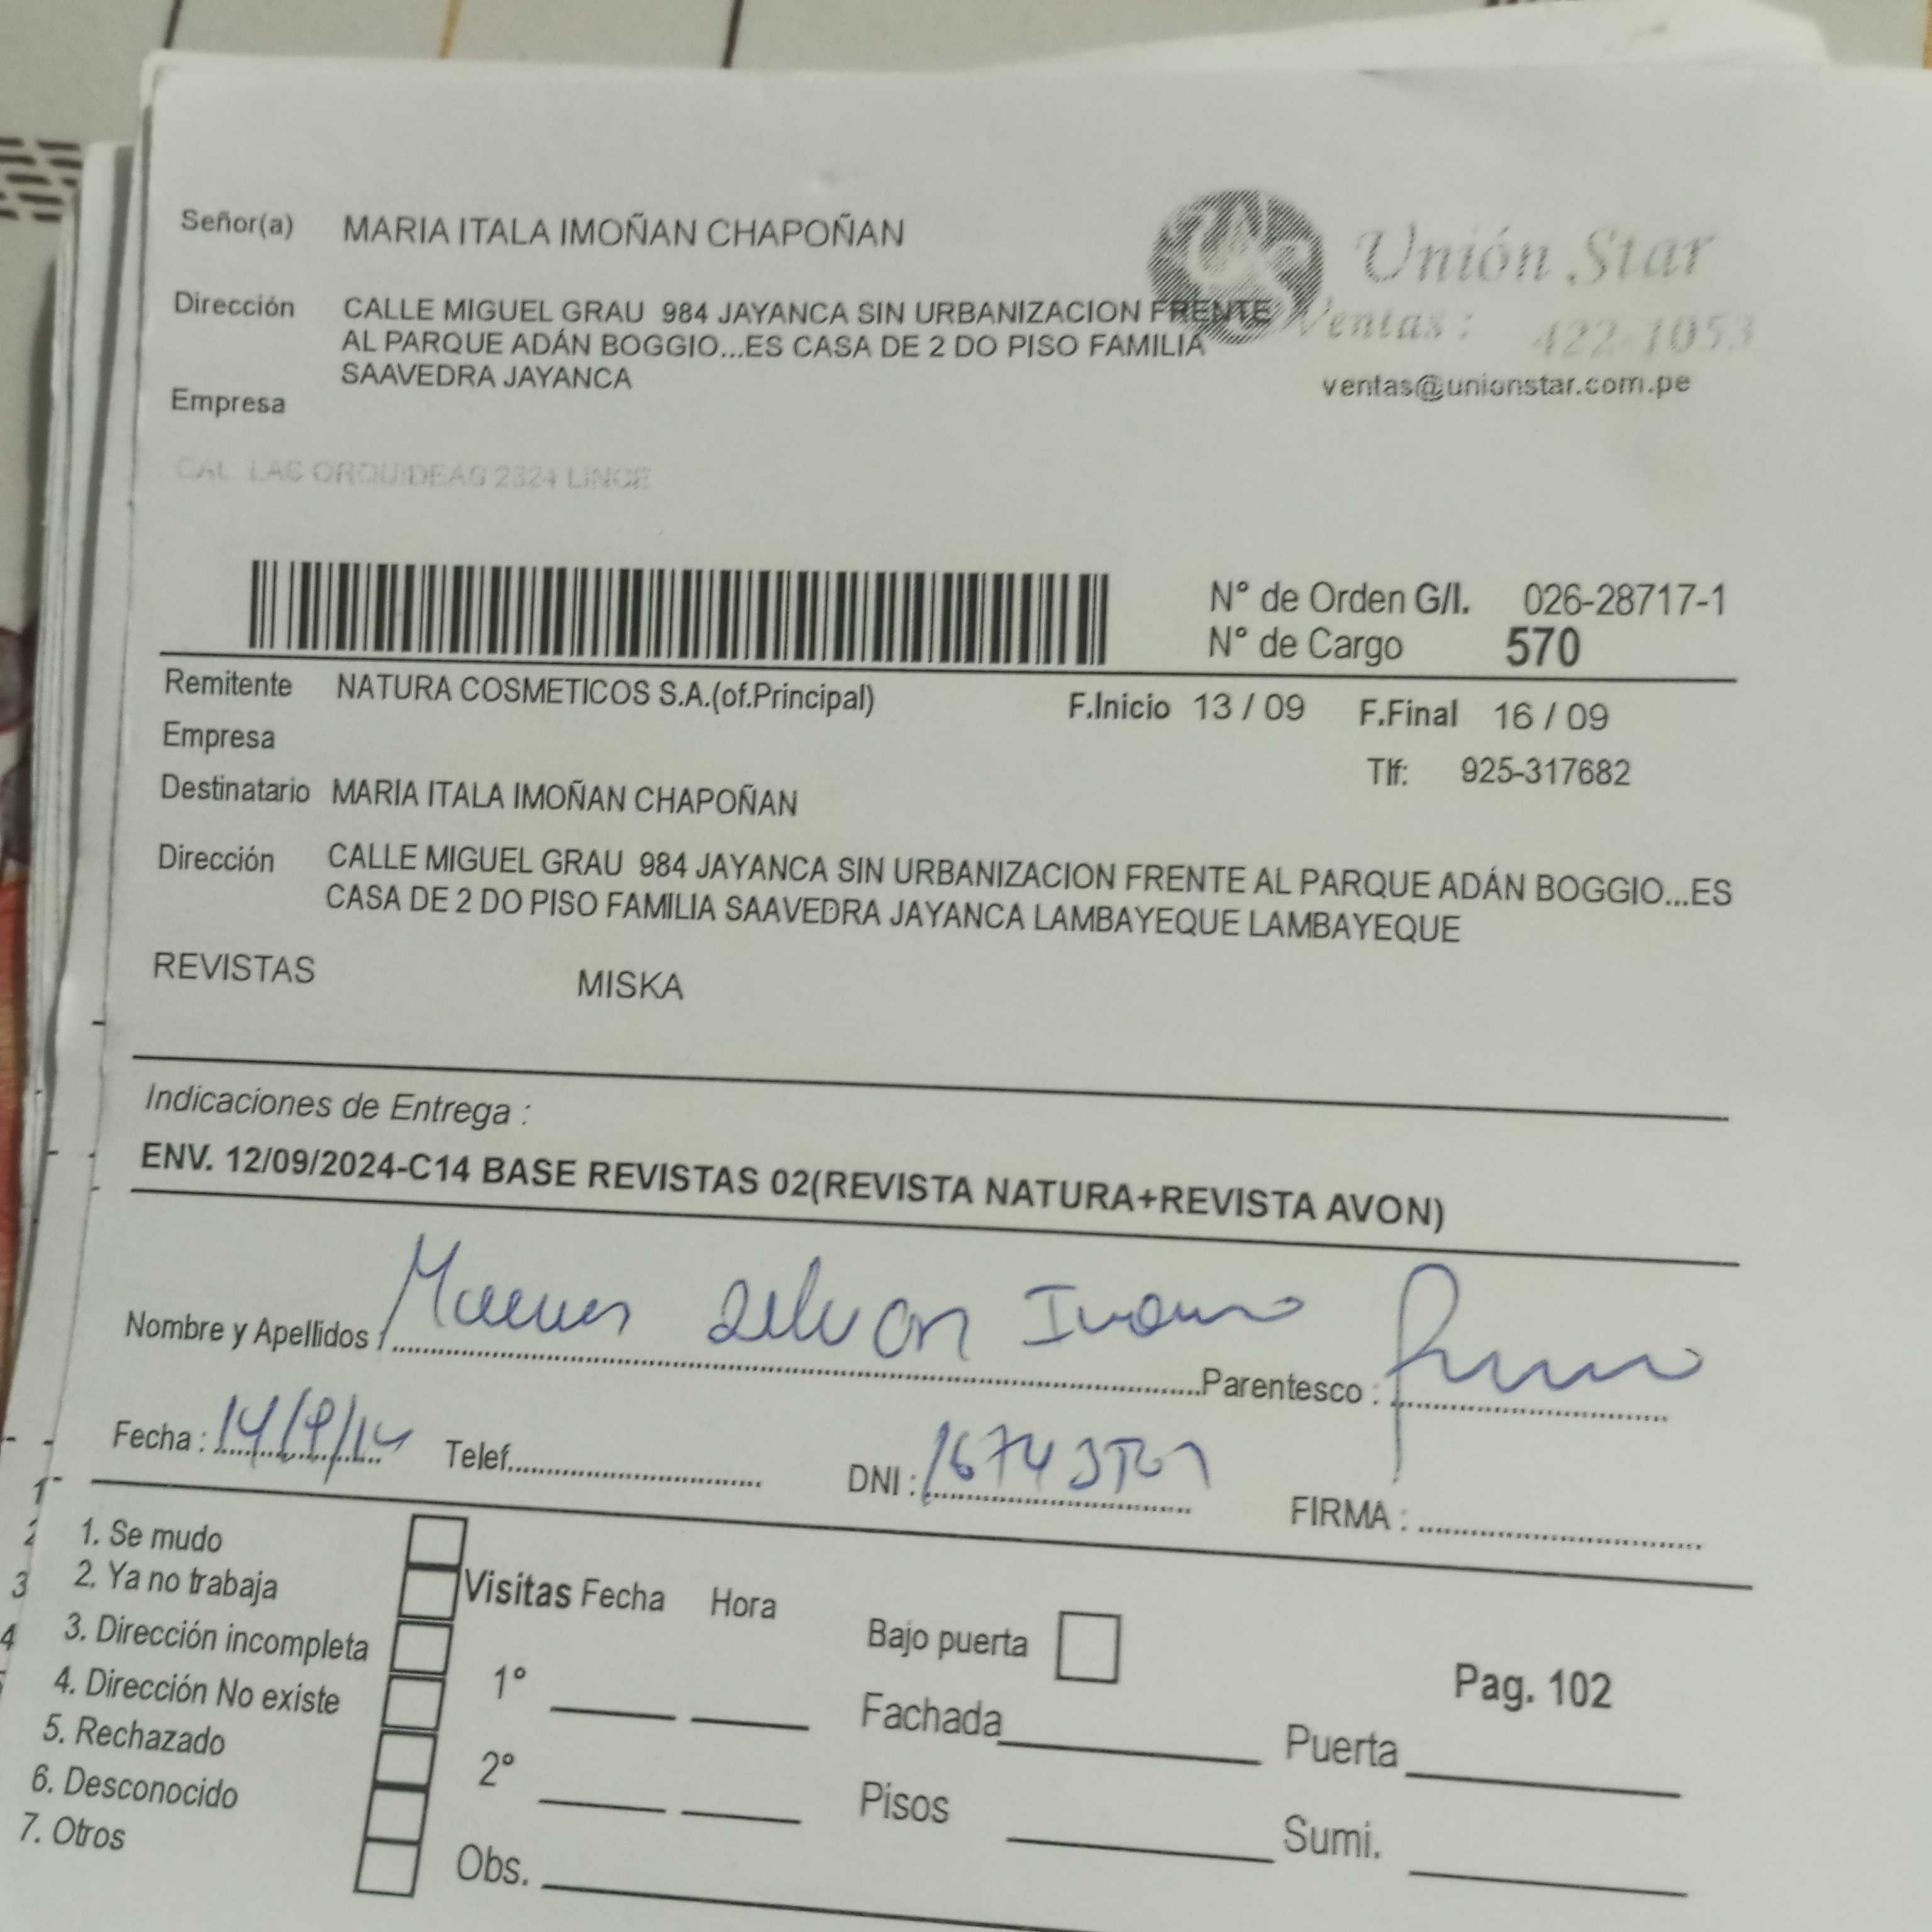 Señor(a) MARIA ITALA IMOÑAN CHAPOÑAN
Unión Star
Ventas : 422-1053
ventas@unionstar.com.pe
Dirección CALLE MIGUEL GRAU 984 JAYANCA SIN URBANIZACION FRENTE
AL PARQUE ADÁN BOGGIO...ES CASA DE 2 DO PISO FAMILIA
SAAVEDRA JAYANCA
Empresa
CAL LAS ORQUIDEAS 2324 LINCE
N° de Orden G/I. 026-28717-1
N° de Cargo 570
Remitente NATURA COSMETICOS S.A.(of.Principal) F.Inicio 13 / 09 F.Final 16 / 09
Empresa
Tlf: 925-317682
Destinatario MARIA ITALA IMOÑAN CHAPOÑAN
Dirección CALLE MIGUEL GRAU 984 JAYANCA SIN URBANIZACION FRENTE AL PARQUE ADÁN BOGGIO...ES
CASA DE 2 DO PISO FAMILIA SAAVEDRA JAYANCA LAMBAYEQUE LAMBAYEQUE
REVISTAS MISKA
Indicaciones de Entrega :
ENV. 12/09/2024-C14 BASE REVISTAS 02(REVISTA NATURA+REVISTA AVON)
Nombre y Apellidos : Parentesco :
Fecha : Telef. DNI : FIRMA :
1. Se mudo
2. Ya no trabaja
3. Dirección incompleta
4. Dirección No existe
5. Rechazado
6. Desconocido
7. Otros
Visitas Fecha Hora
1°
2°
Obs.
Bajo puerta
Fachada
Pisos
Pag. 102
Puerta
Sumi.